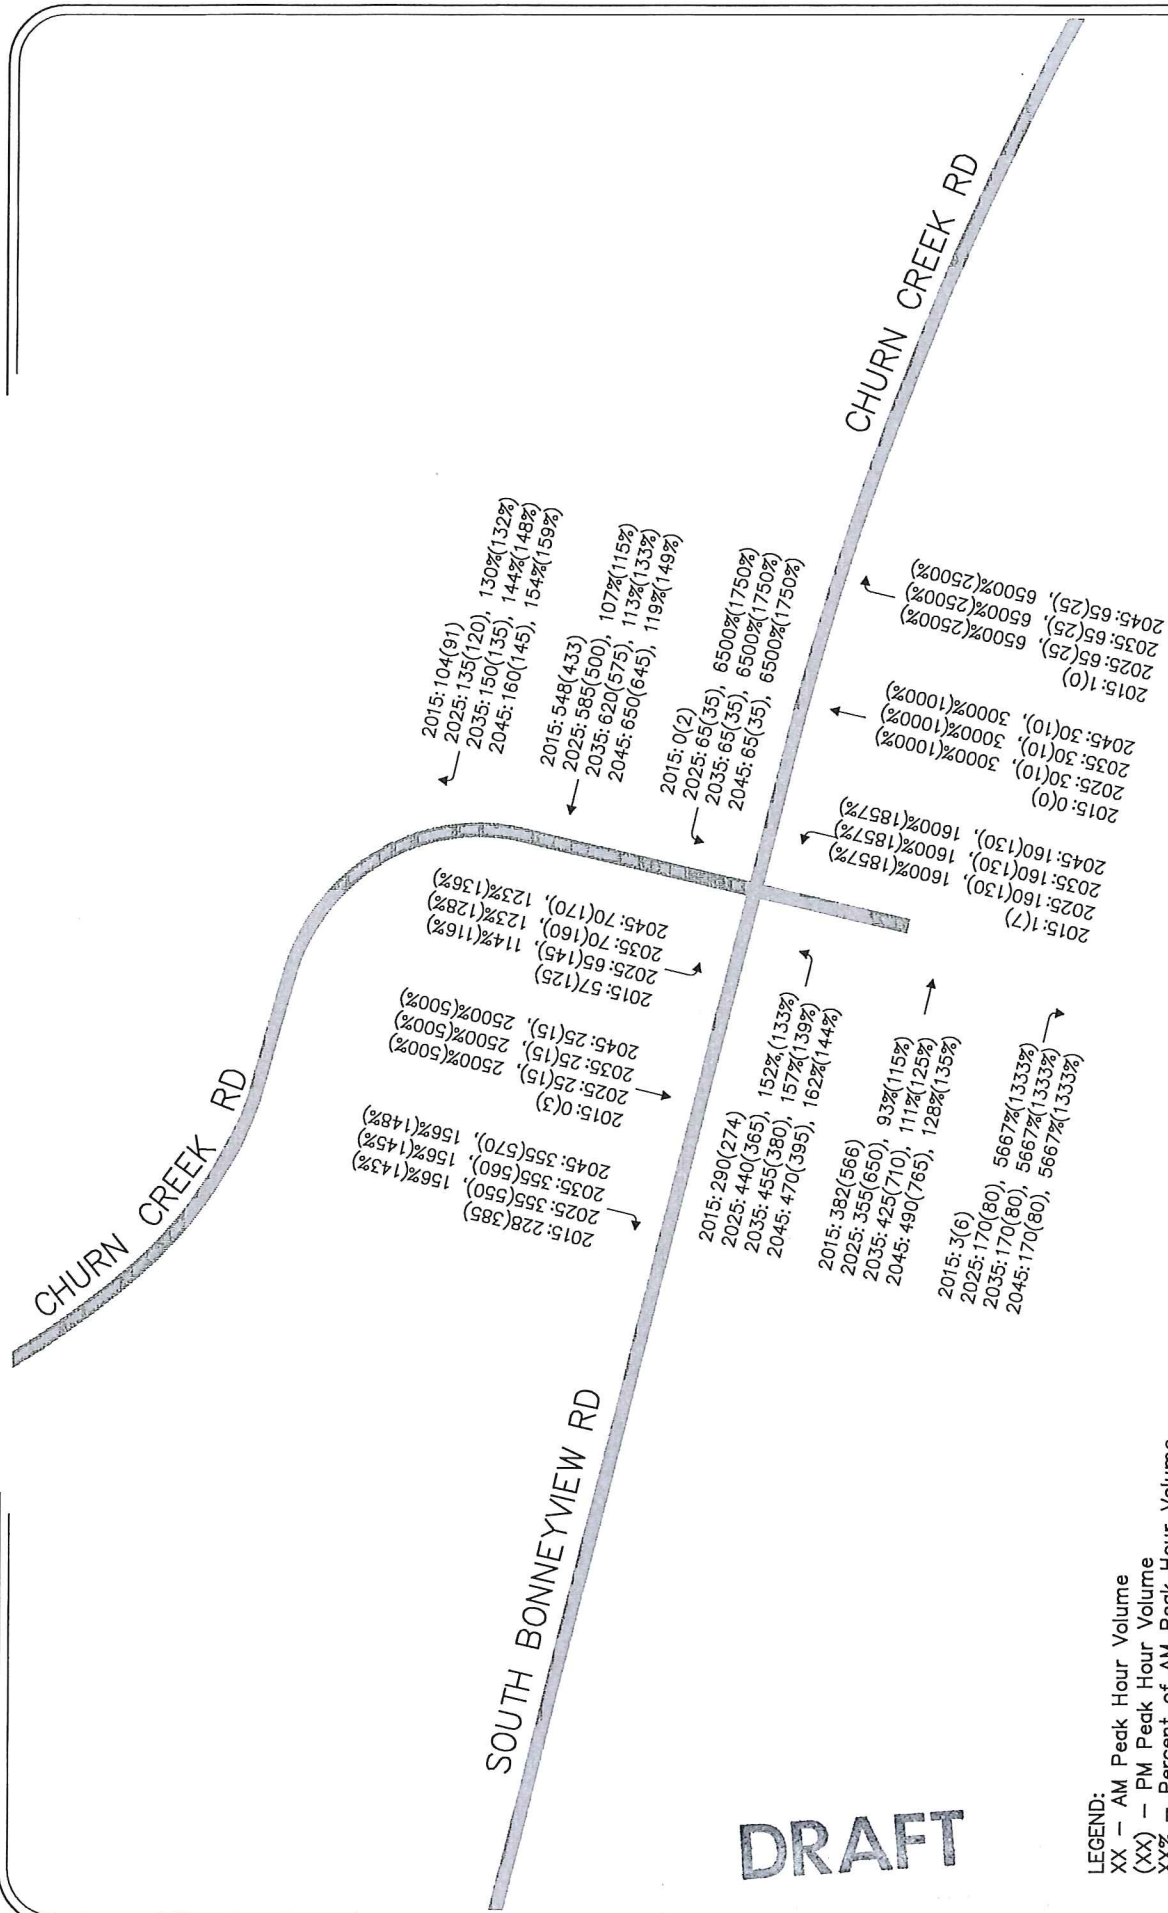 CHURN CREEK RD
CHURN CREEK RD
SOUTH BONNEYVIEW RD
2015: 104(91)
2025: 135(120), 130%(132%)
2035: 150(135), 144%(148%)
2045: 160(145), 154%(159%)
2015: 548(433)
2025: 585(500), 107%(115%)
2035: 620(575), 113%(133%)
2045: 650(645), 119%(149%)
2015: 0(2)
2025: 65(35), 6500%(1750%)
2035: 65(35), 6500%(1750%)
2045: 65(35), 6500%(1750%)
2015: 228(385)
2025: 355(550), 156%(143%
2035: 355(560), 156%(145%
2045: 355(570), 156%(148%)
2015: 0(3)
2025: 25(15), 2500%(500%
2035: 25(15), 2500%(500%)
2045: 25(15), 2500%(500%)
2015: 57(125)
2025: 65(145), 114%(116%)
2035: 70(160), 123%(128%
2045: 70(170), 123%(136%
2015: 290(274)
2025: 440(365), 152%,(133%)
2035: 455(380), 157%(139%)
2045: 470(395), 162%(144%)
2015: 382(566)
2025: 355(650), 93%(115%)
2035: 425(710), 111%(125%)
2045: 490(765), 128%(135%)
2015: 3(6)
2025: 170(80), 5667%(1333%)
2035: 170(80), 5667%(1333%)
2045: 170(80), 5667%(1333%)
2015: 1(7)
2025: 160(130), 1600%(1857%
2035: 160(130), 1600%(1857%)
2045: 160(130), 1600%(1857%
2015: 0(0)
2025: 30(10), 3000%(1000%
2035: 30(10), 3000%(1000%)
2045: 30(10), 3000%(1000%
2015: 1(0)
2025: 65(25), 6500%(2500%
2035: 65(25), 6500%(2500%
2045: 65(25), 6500%(2500%
DRAFT
LEGEND:
XX – AM Peak Hour Volume
(XX) – PM Peak Hour Volume
XX% – Percent of AM Peak Hour Volume